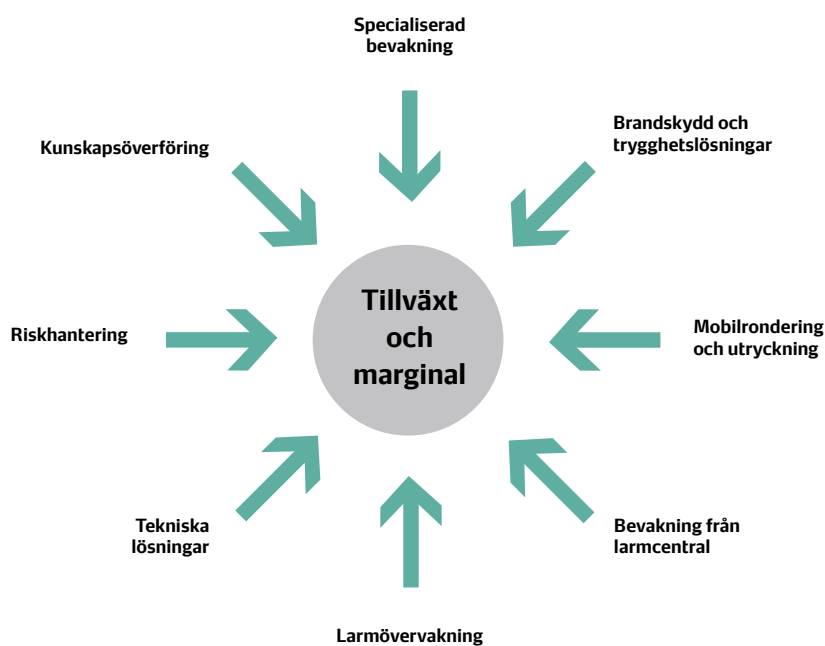 Specialiserad
bevakning
Kunskapsöverföring
Brandskydd och
trygghetslösningar
Riskhantering
Tillväxt
och
marginal
Mobilrondering
och utryckning
Tekniska
lösningar
Bevakning från
larmcentral
Larmövervakning